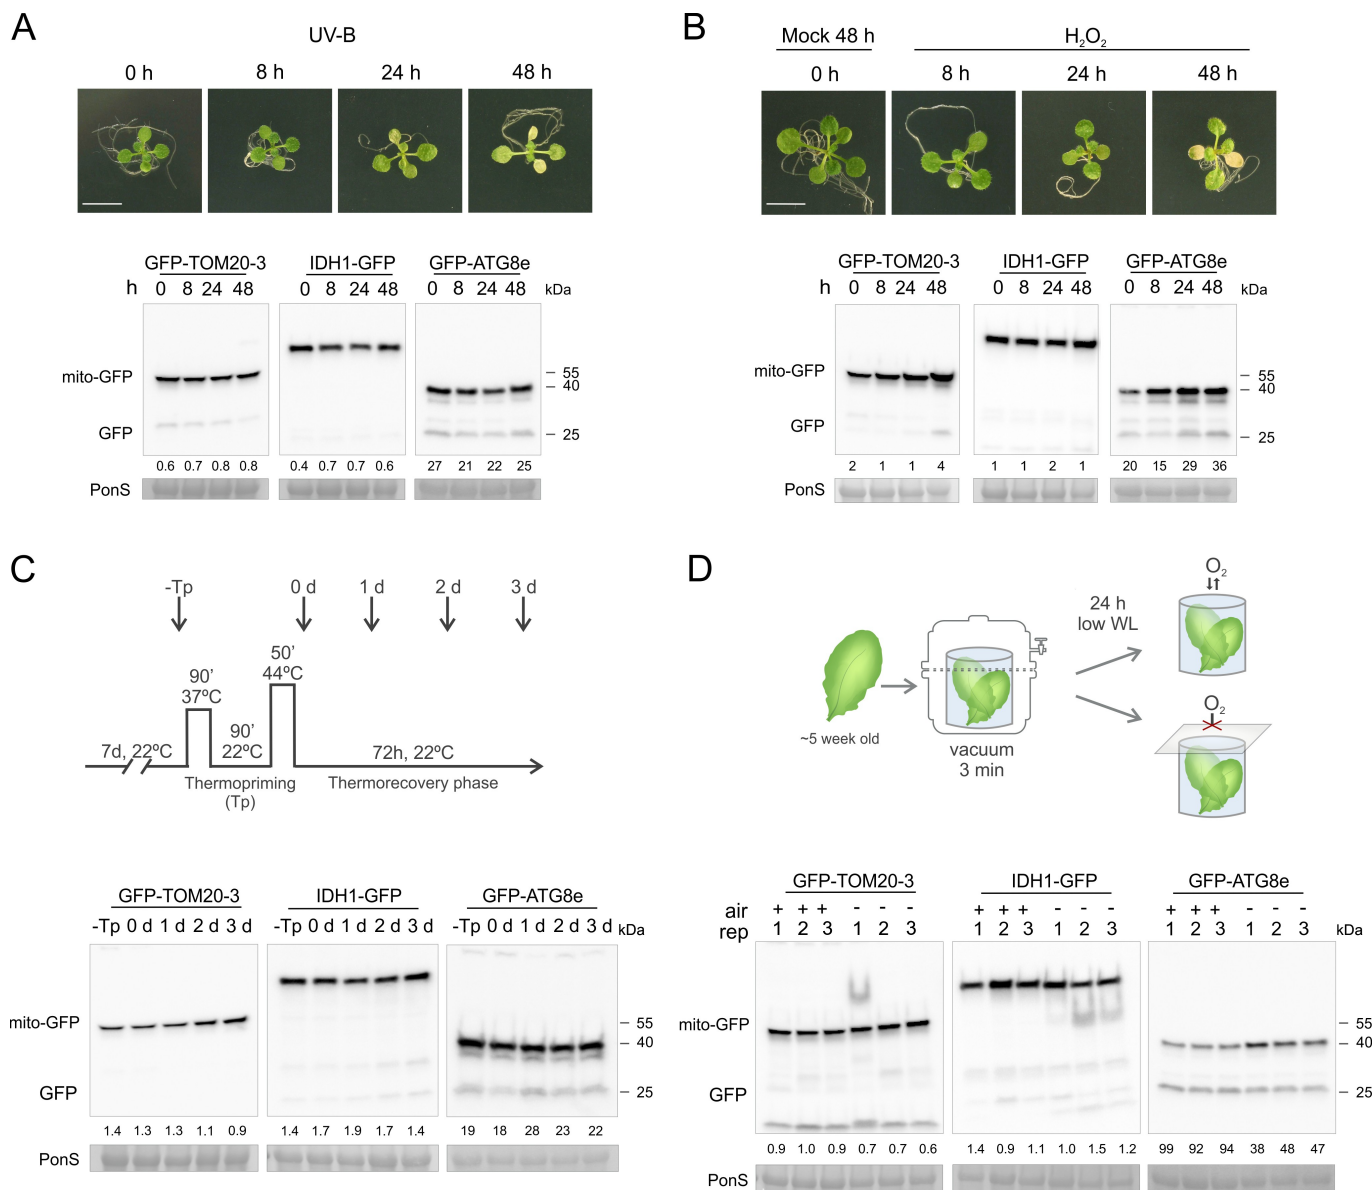 A
UV-B
0 h 8 h 24 h 48 h
GFP-TOM20-3 IDH1-GFP GFP-ATG8e
h 0 8 24 48 0 8 24 48 0 8 24 48 kDa
mito-GFP
55
40
GFP
25
0.6 0.7 0.8 0.8 0.4 0.7 0.7 0.6 27 21 22 25
PonS
B
Mock 48 h H₂O₂
0 h 8 h 24 h 48 h
GFP-TOM20-3 IDH1-GFP GFP-ATG8e
h 0 8 24 48 0 8 24 48 0 8 24 48 kDa
mito-GFP
55
40
GFP
25
2 1 1 4 1 1 2 1 20 15 29 36
PonS
C
-Tp 0 d 1 d 2 d 3 d
90’
37ºC
50’
44ºC
7d, 22ºC
90’
22ºC
72h, 22ºC
Thermopriming
(Tp)
Thermorecovery phase
GFP-TOM20-3 IDH1-GFP GFP-ATG8e
-Tp 0 d 1 d 2 d 3 d -Tp 0 d 1 d 2 d 3 d -Tp 0 d 1 d 2 d 3 d kDa
mito-GFP
55
40
GFP
25
1.4 1.3 1.3 1.1 0.9 1.4 1.7 1.9 1.7 1.4 19 18 28 23 22
PonS
D
~5 week old
vacuum
3 min
24 h
low WL
O₂
O₂
GFP-TOM20-3 IDH1-GFP GFP-ATG8e
air + + + - - - + + + - - - + + + - - -
rep 1 2 3 1 2 3 1 2 3 1 2 3 1 2 3 1 2 3 kDa
mito-GFP
55
40
GFP
25
0.9 1.0 0.9 0.7 0.7 0.6 1.4 0.9 1.1 1.0 1.5 1.2 99 92 94 38 48 47
PonS